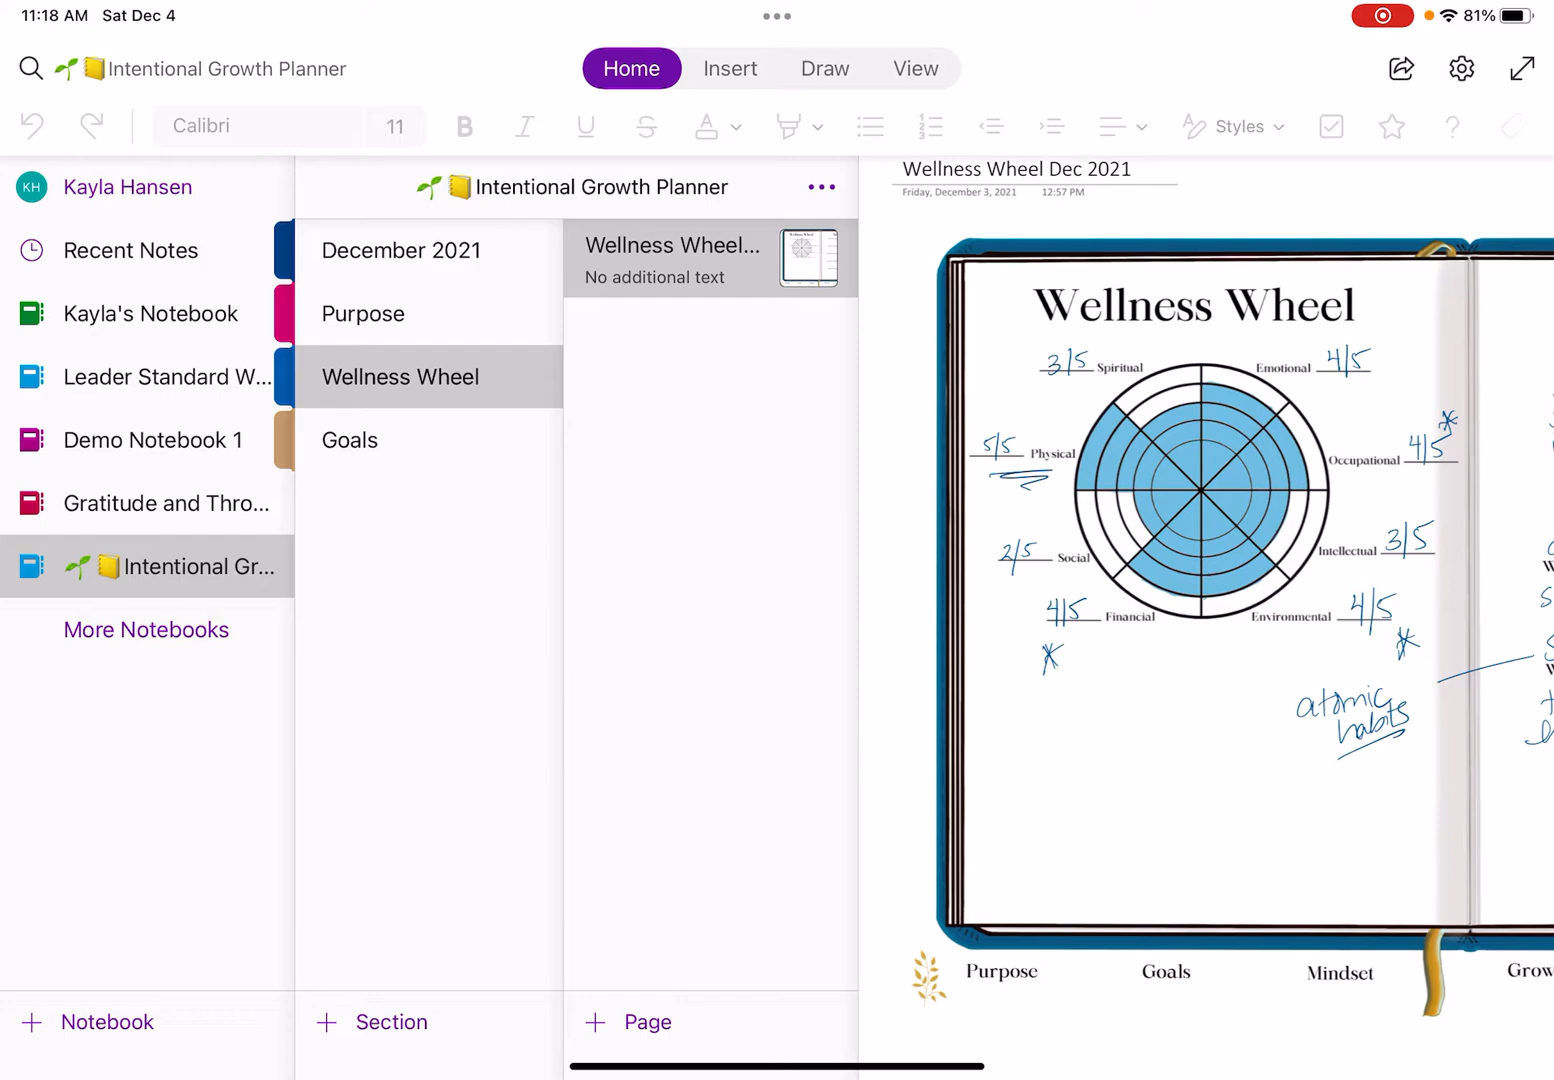 11:18 AM Sat Dec 4
81%
🌱 📒Intentional Growth Planner
Home Insert Draw View
Calibri 11 B I U S A Styles ?
KH Kayla Hansen
Recent Notes
Kayla's Notebook
Leader Standard W...
Demo Notebook 1
Gratitude and Thro...
🌱 📒Intentional Gr...
More Notebooks
+ Notebook
🌱 📒Intentional Growth Planner
December 2021
Purpose
Wellness Wheel
Goals
+ Section
Wellness Wheel...
No additional text
+ Page
Wellness Wheel Dec 2021
Friday, December 3, 2021 12:57 PM
Wellness Wheel
3/5 Spiritual
Emotional 4/5
5/5 Physical
Occupational 4/5 *
2/5 Social
Intellectual 3/5
4/5 Financial
*
Environmental 4/5
*
atomic
habits
Purpose Goals Mindset Grow